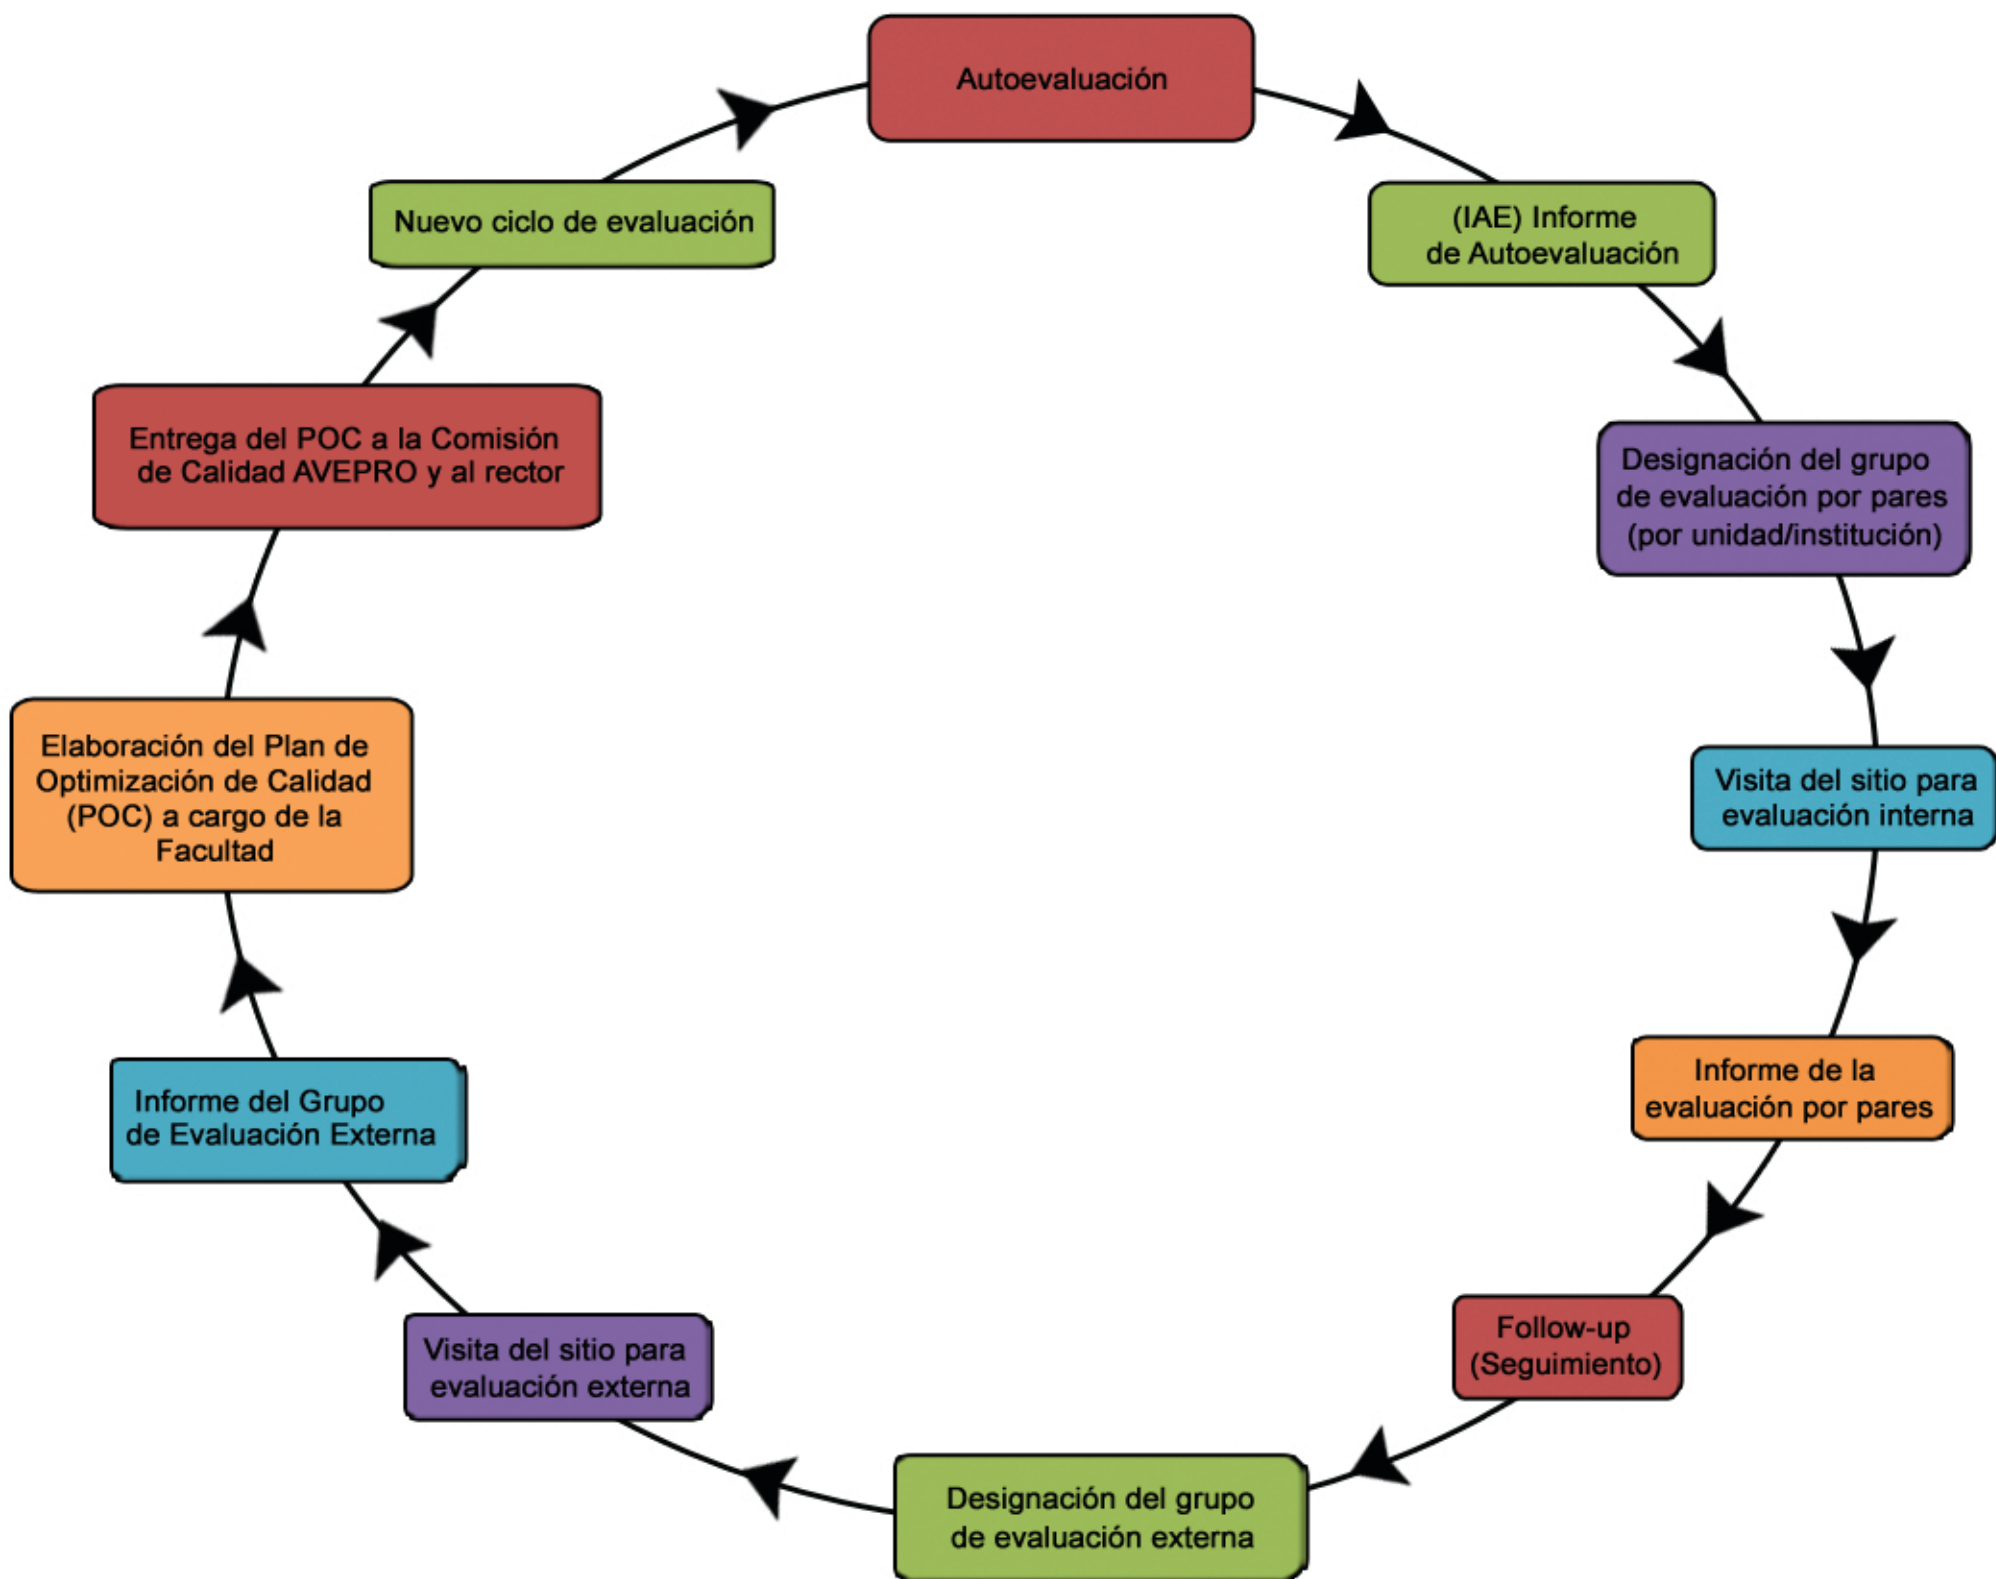 Autoevaluación
(IAE) Informe
de Autoevaluación
Designación del grupo
de evaluación por pares
(por unidad/institución)
Visita del sitio para
evaluación interna
Informe de la
evaluación por pares
Follow-up
(Seguimiento)
Designación del grupo
de evaluación externa
Visita del sitio para
evaluación externa
Informe del Grupo
de Evaluación Externa
Elaboración del Plan de
Optimización de Calidad
(POC) a cargo de la
Facultad
Entrega del POC a la Comisión
de Calidad AVEPRO y al rector
Nuevo ciclo de evaluación